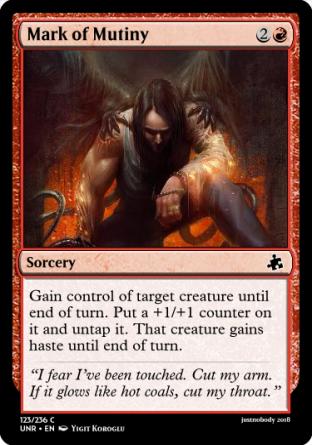 Mark of Mutiny 2
Sorcery
Gain control of target creature until
end of turn. Put a +1/+1 counter on
it and untap it. That creature gains
haste until end of turn.
“I fear I’ve been touched. Cut my arm.
If it glows like hot coals, cut my throat.”
123/236 C
UNR • EN Yigit Koroglu
justnobody 2018